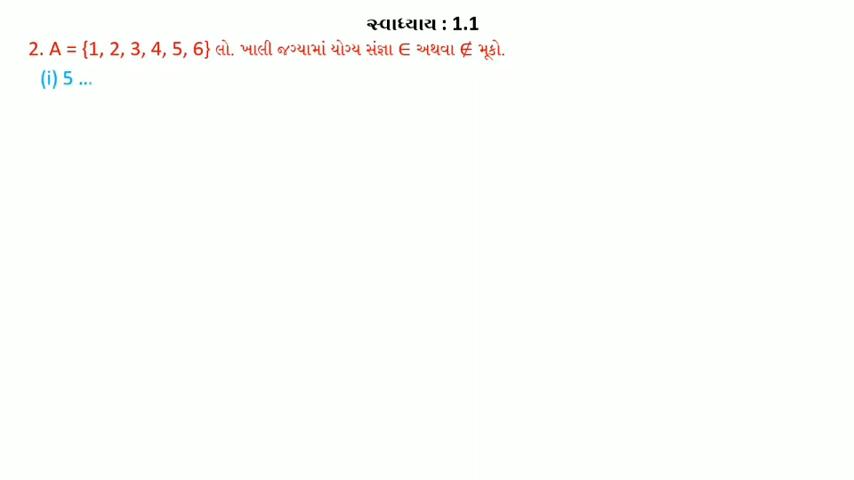 સ્વાધ્યાય : 1.1
2. A = {1, 2, 3, 4, 5, 6} લો. ખાલી જગ્યામાં યોગ્ય સંજ્ઞા ∈ અથવા ∉ મૂકો.
(i) 5 ...